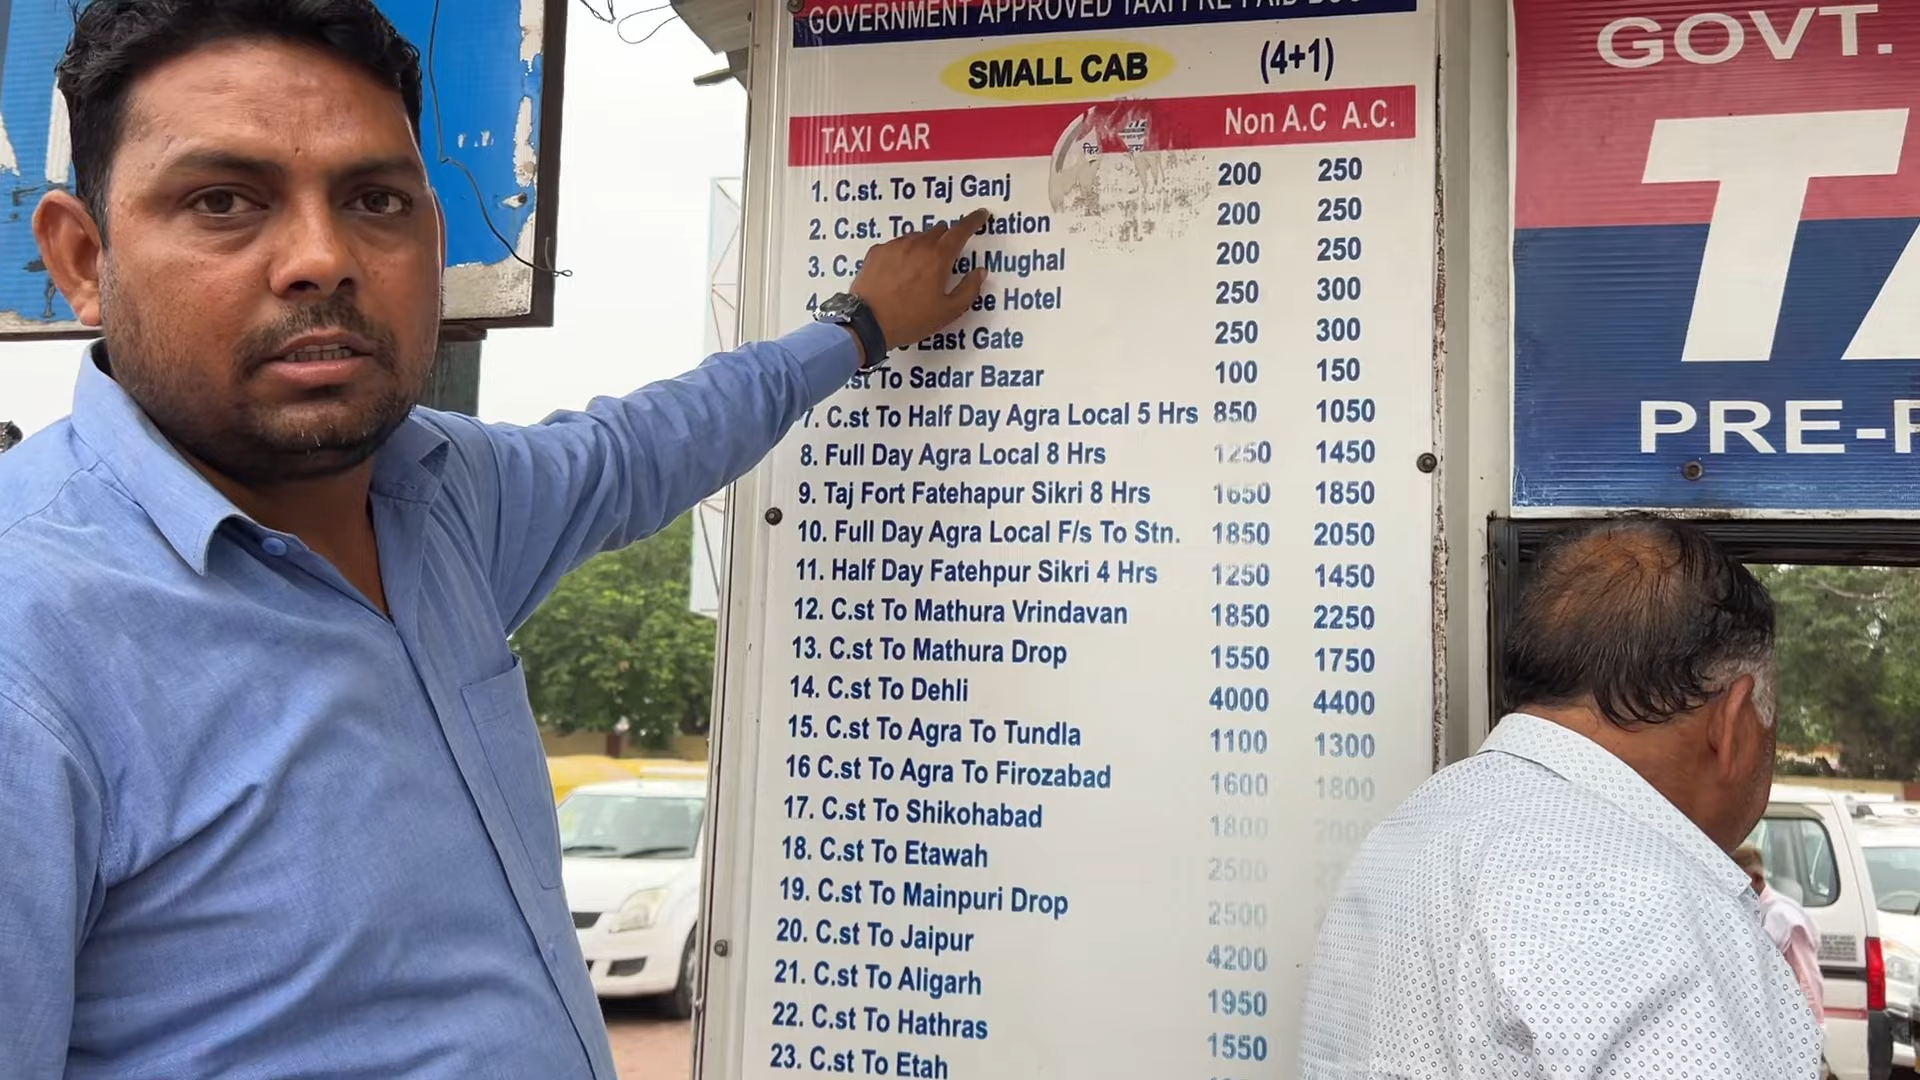 GOVERNMENT APPROVED TAXI PRE PAID
SMALL CAB (4+1)
TAXI CAR Non A.C A.C.
1. C.st. To Taj Ganj 200 250
2. C.st. To Fort Station 200 250
3. Mughal 200 250
4. Hotel 250 300
East Gate 250 300
To Sadar Bazar 100 150
7. C.st To Half Day Agra Local 5 Hrs 850 1050
8. Full Day Agra Local 8 Hrs 1250 1450
9. Taj Fort Fatehapur Sikri 8 Hrs 1650 1850
10. Full Day Agra Local F/s To Stn. 1850 2050
11. Half Day Fatehpur Sikri 4 Hrs 1250 1450
12. C.st To Mathura Vrindavan 1850 2250
13. C.st To Mathura Drop 1550 1750
14. C.st To Dehli 4000 4400
15. C.st To Agra To Tundla 1100 1300
16 C.st To Agra To Firozabad 1600 1800
17. C.st To Shikohabad 1800
18. C.st To Etawah 2500
19. C.st To Mainpuri Drop 2500
20. C.st To Jaipur 4200
21. C.st To Aligarh 1950
22. C.st To Hathras 1550
23. C.st To Etah
GOVT.
PRE-